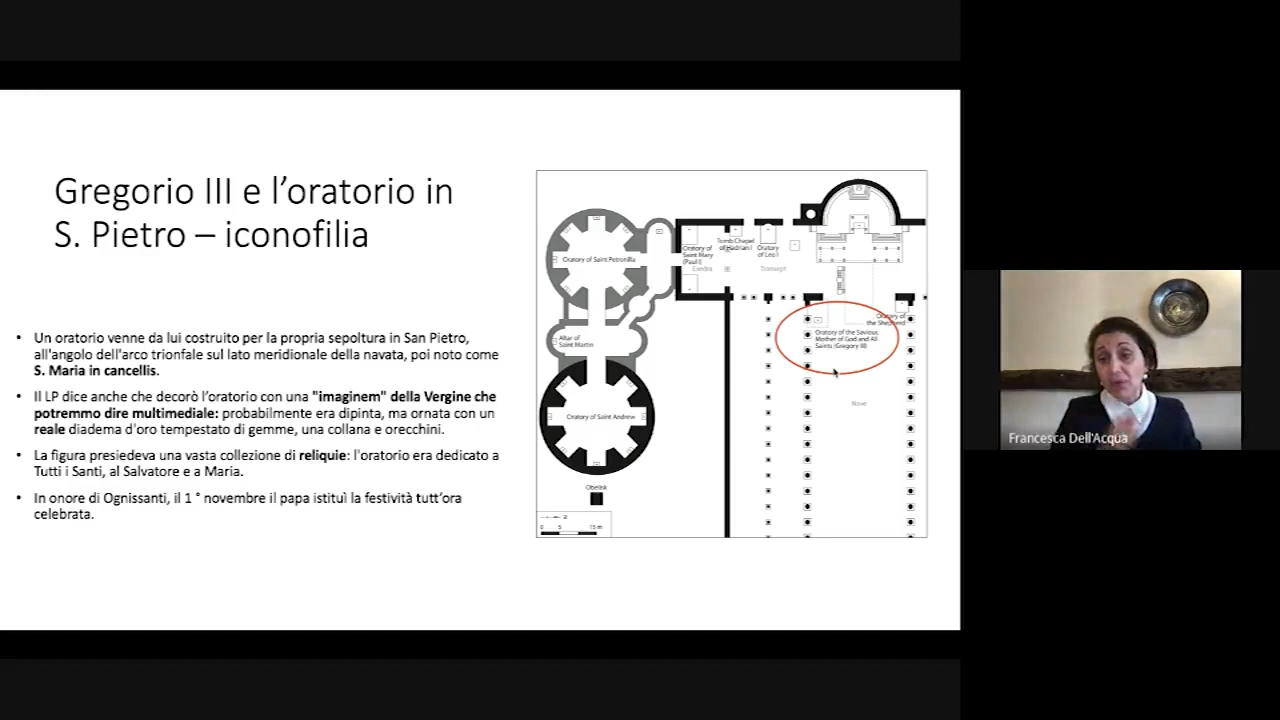 Gregorio III e l’oratorio in
S. Pietro – iconofilia
• Un oratorio venne da lui costruito per la propria sepoltura in San Pietro,
all'angolo dell'arco trionfale sul lato meridionale della navata, poi noto come
S. Maria in cancellis.
• Il LP dice anche che decorò l’oratorio con una "imaginem" della Vergine che
potremmo dire multimediale: probabilmente era dipinta, ma ornata con un
reale diadema d'oro tempestato di gemme, una collana e orecchini.
• La figura presiedeva una vasta collezione di reliquie: l'oratorio era dedicato a
Tutti i Santi, al Salvatore e a Maria.
• In onore di Ognissanti, il 1 ° novembre il papa istituì la festività tutt’ora
celebrata.
Oratory of Saint Petronilla
Oratory of
Saint Mary
(Paul I)
Exedra
Tomb Chapel
of Hadrian I
Oratory
of Leo I
Transept
Oratory of
the Shepherd
Oratory of the Saviour,
Mother of God and All
Saints (Gregory III)
Altar of
Saint Martin
Oratory of Saint Andrew
Nave
Obelisk
0 5 15 m
Francesca Dell'Acqua